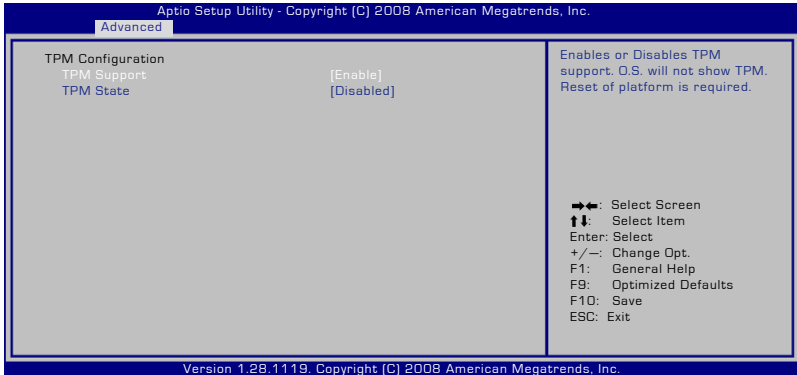 Aptio Setup Utility - Copyright (C) 2008 American Megatrends, Inc.
Advanced
TPM Configuration
TPM Support [Enable]
TPM State [Disabled]
Enables or Disables TPM
support. O.S. will not show TPM.
Reset of platform is required.
→←: Select Screen
↑↓: Select Item
Enter: Select
+/−: Change Opt.
F1: General Help
F9: Optimized Defaults
F10: Save
ESC: Exit
Version 1.28.1119. Copyright (C) 2008 American Megatrends, Inc.